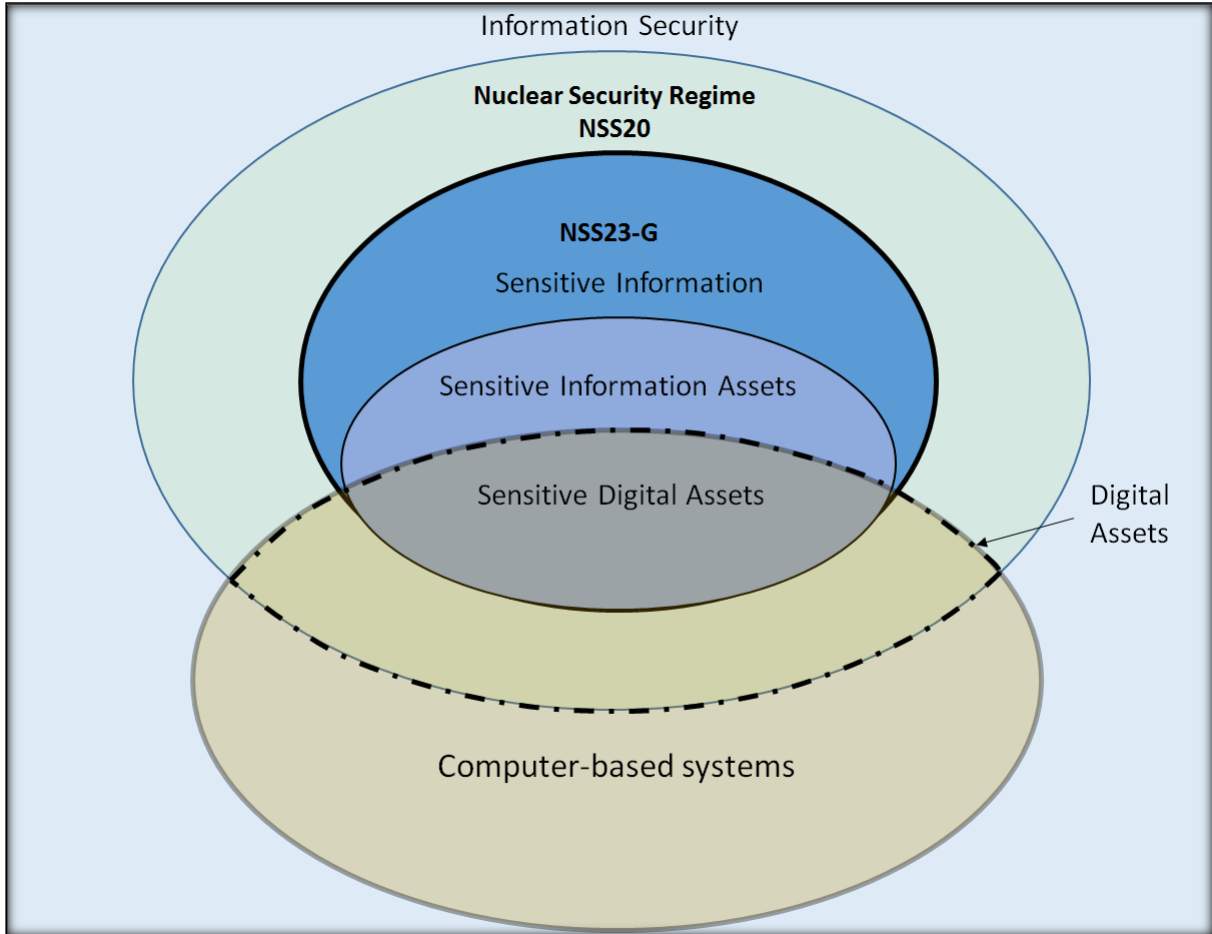 Information Security
Nuclear Security Regime
NSS20
NSS23-G
Sensitive Information
Sensitive Information Assets
Sensitive Digital Assets
Digital
Assets
Computer-based systems